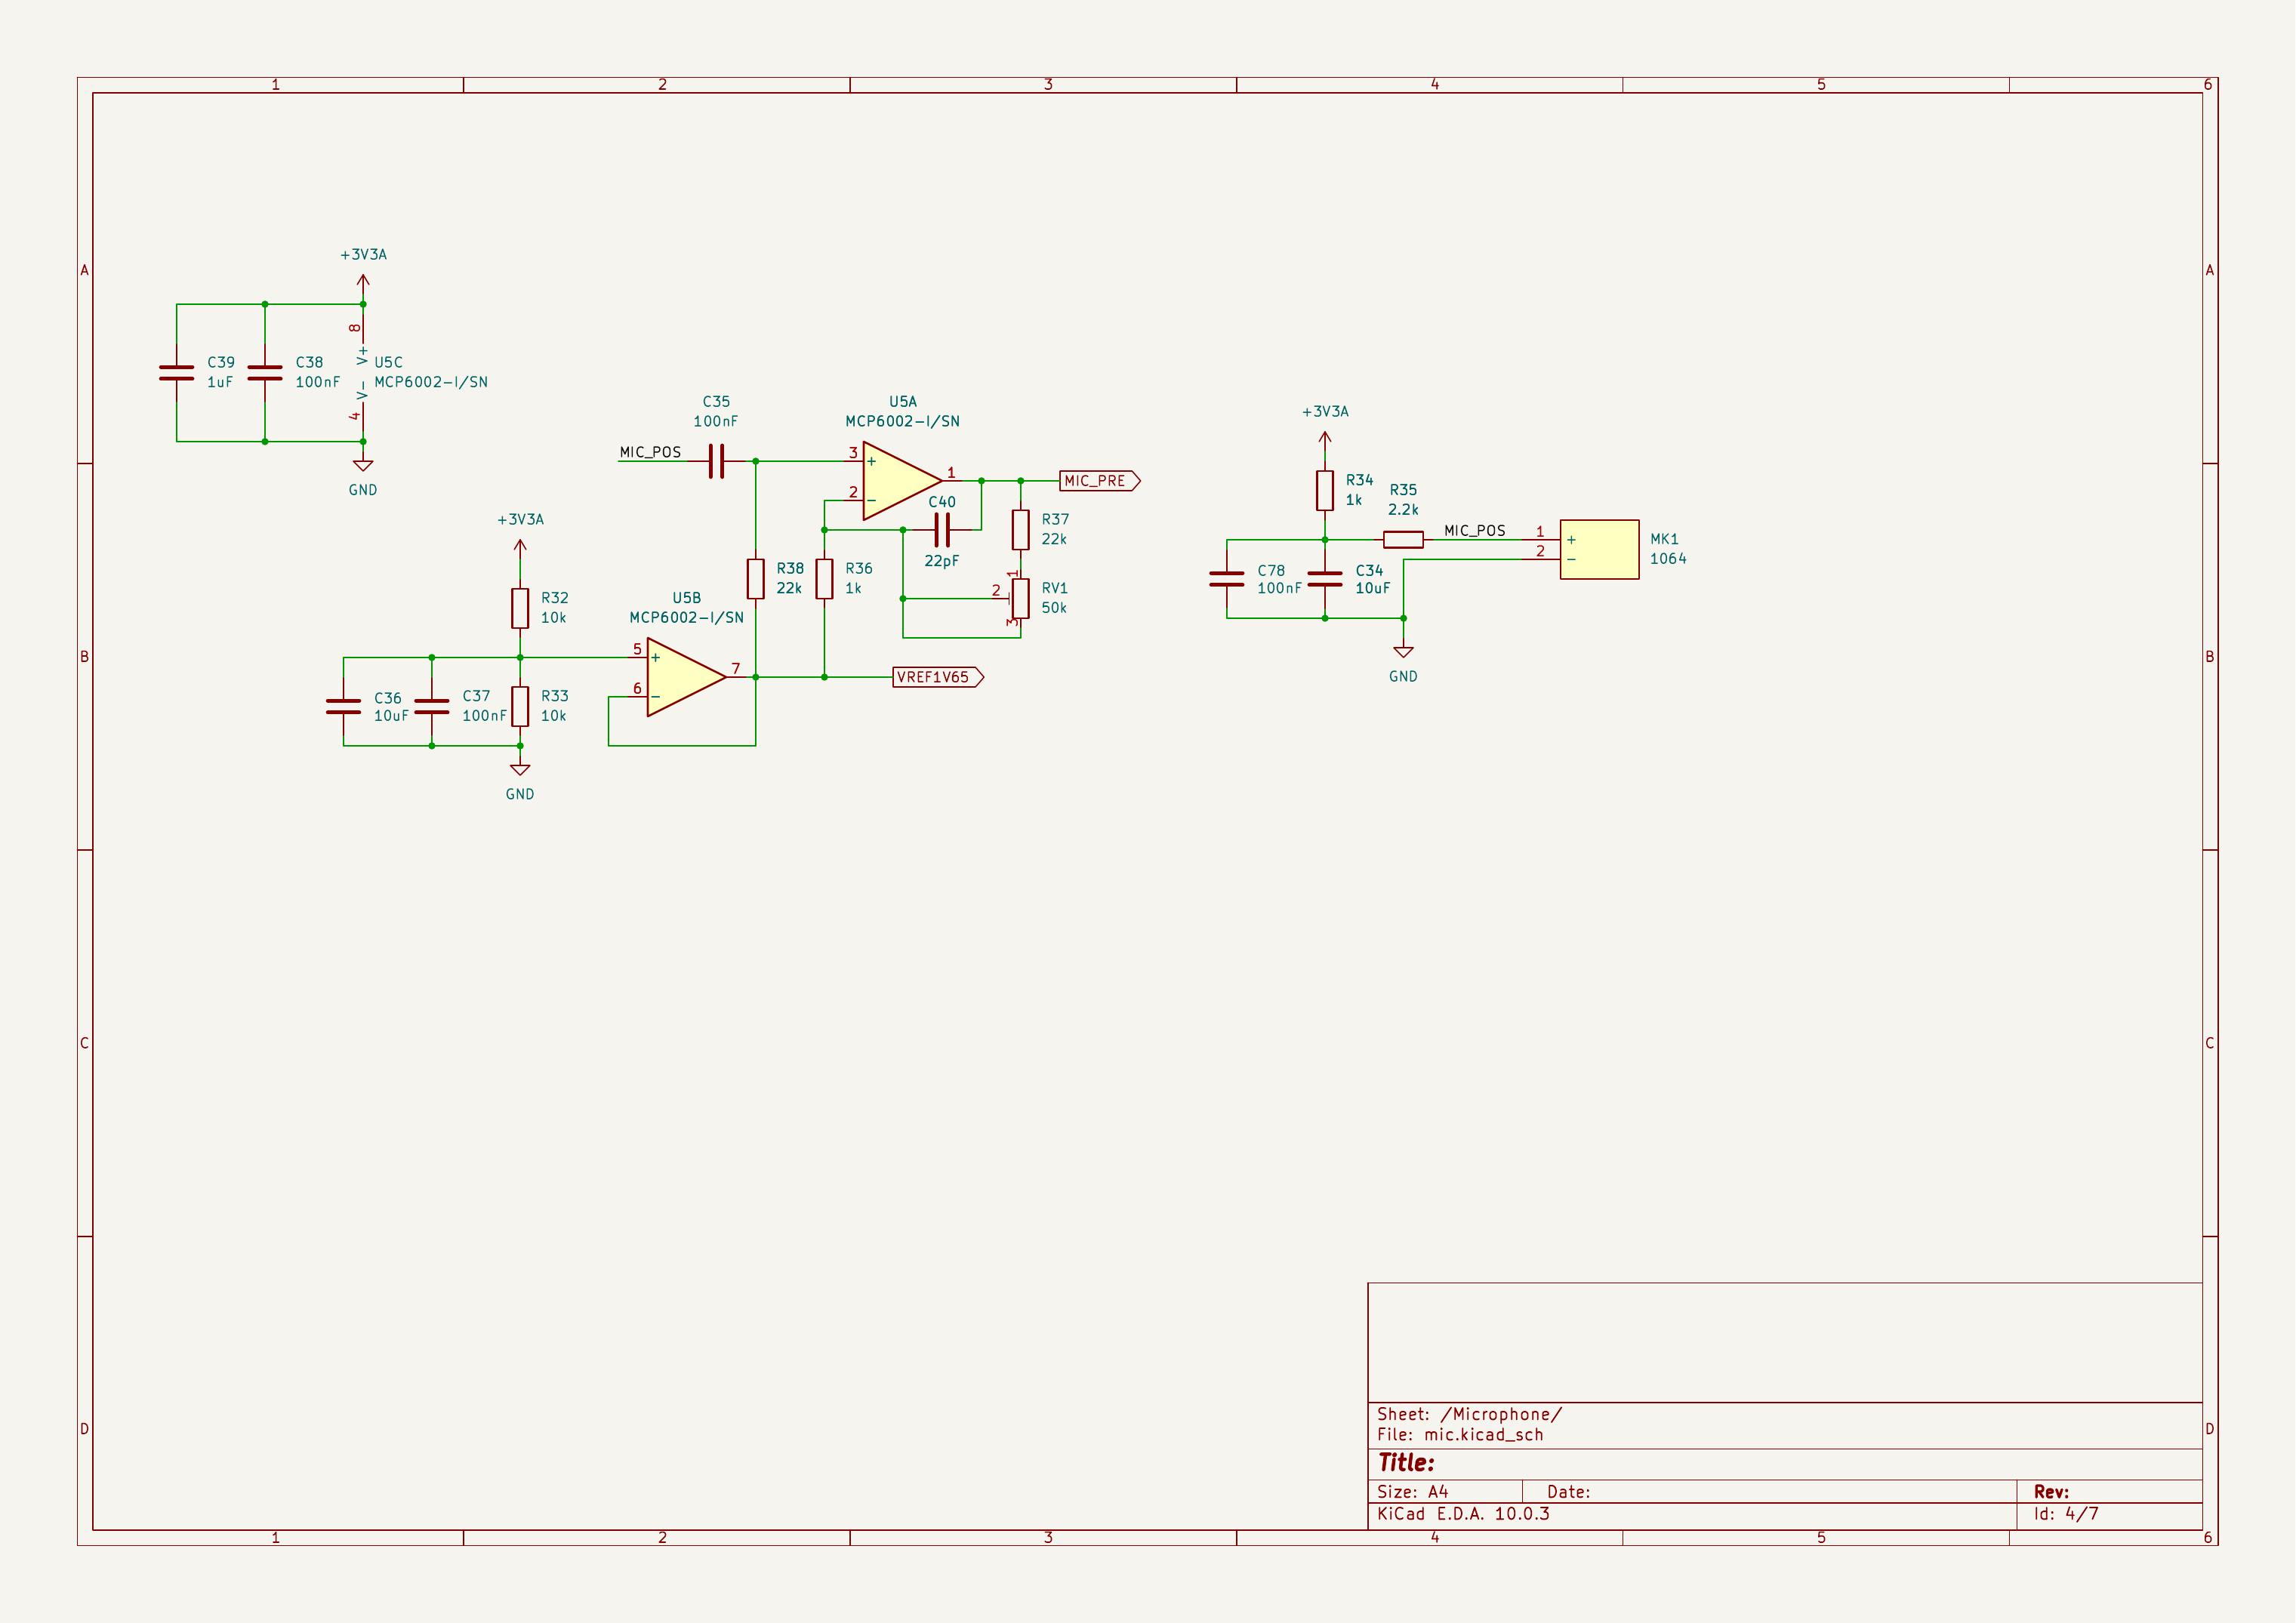 1 2 3 4 5 6
A A
+3V3A
8
V+
C39
1uF
C38
100nF
U5C
MCP6002-I/SN
V-
4
GND
C35
100nF
MIC_POS
U5A
MCP6002-I/SN
3
+
2
-
1
MIC_PRE
C40
22pF
R37
22k
1
RV1
50k
2
3
R38
22k
R36
1k
+3V3A
R32
10k
U5B
MCP6002-I/SN
5
+
6
-
7
VREF1V65
C36
10uF
C37
100nF
R33
10k
GND
+3V3A
R34
1k
R35
2.2k
MIC_POS
1
+
2
-
MK1
1064
C78
100nF
C34
10uF
GND
B B
C C
D D
Sheet: /Microphone/
File: mic.kicad_sch
Title:
Size: A4 Date: Rev:
KiCad E.D.A. 10.0.3 Id: 4/7
1 2 3 4 5 6